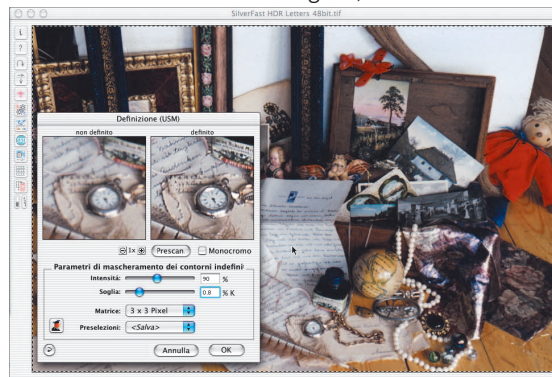 SilverFast HDR Letters 48bit.tif
Definizione (USM)
non definito definito
1x Prescan Monocromo
Parametri di mascheramento dei contorni indefini
Intensità: 90 %
Soglia: 0.8 % K
Matrice: 3 x 3 Pixel
Preselezioni: <Salva>
Annulla OK